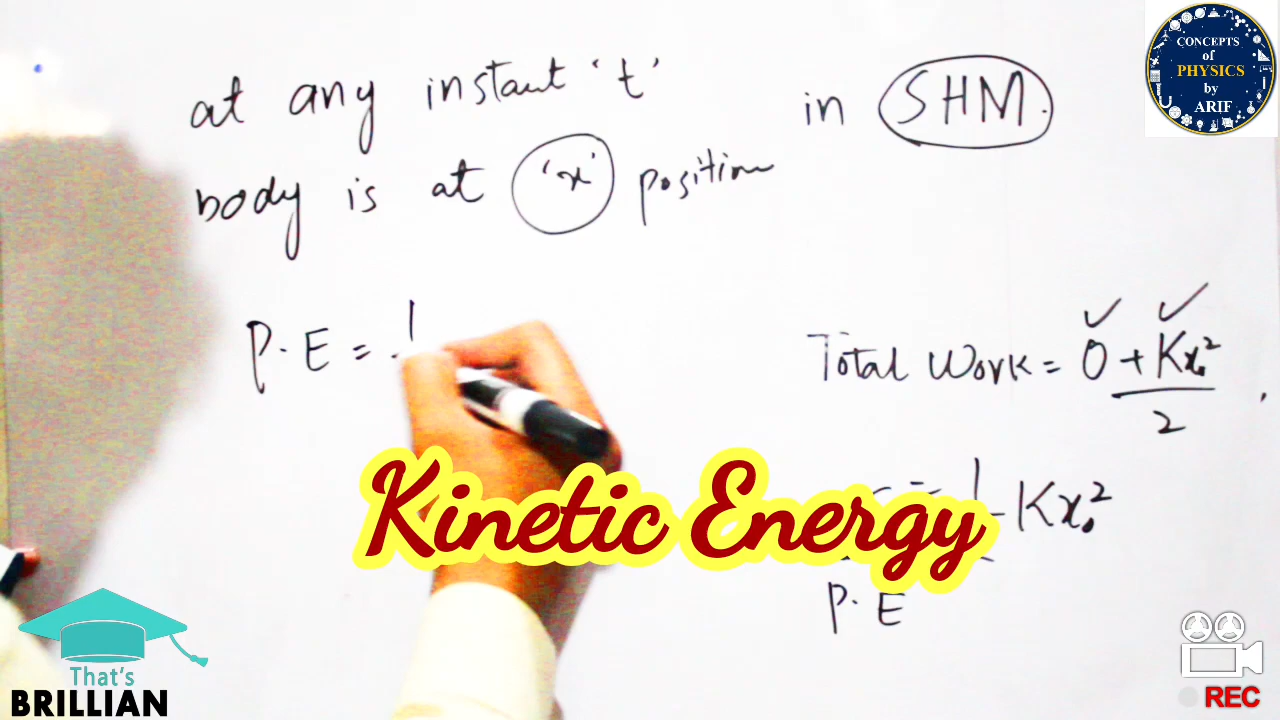 at any instant 't' in SHM.
body is at 'x' position
P.E = 1
Total Work = 0 + Kx₀²
2
= 1 Kx₀²
P.E
Kinetic Energy
CONCEPTS
of
PHYSICS
by
ARIF
That's
BRILLIAN
REC